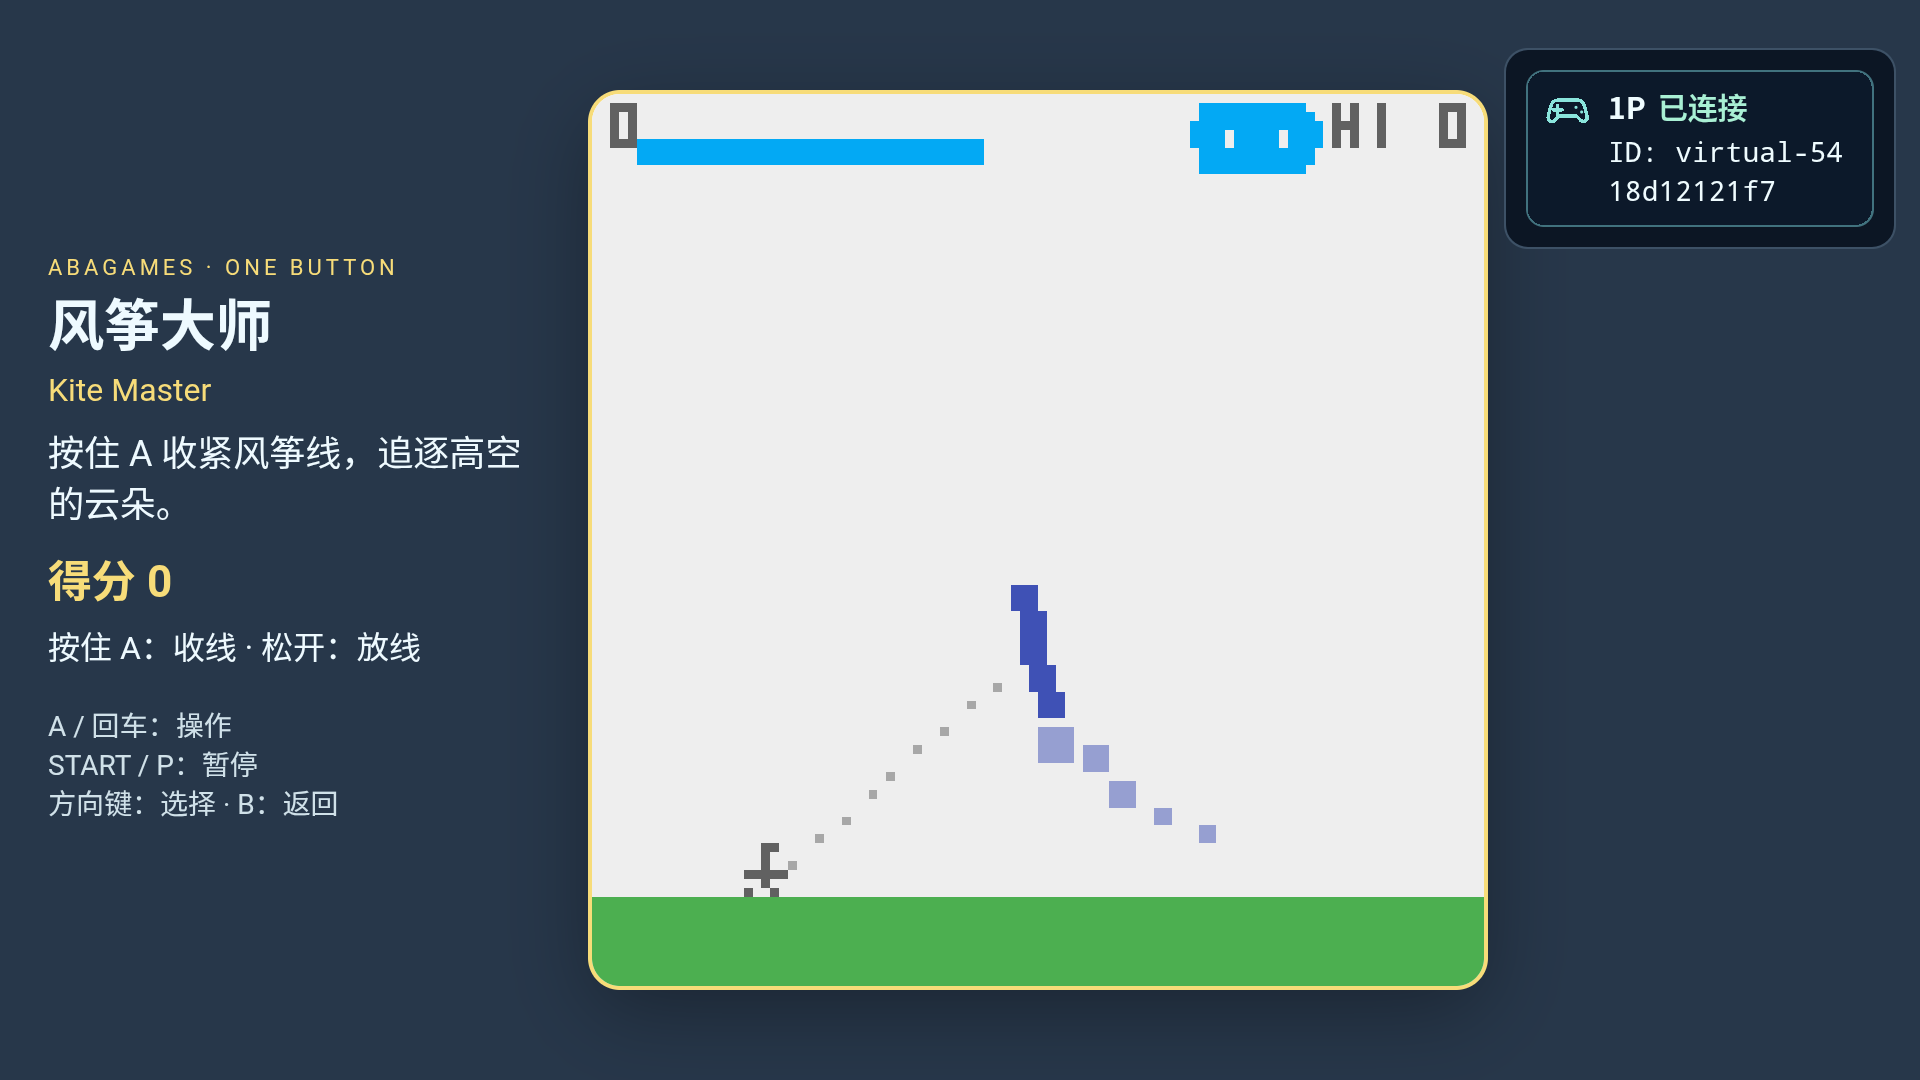 ABAGAMES · ONE BUTTON
风筝大师
Kite Master
按住 A 收紧风筝线，追逐高空
的云朵。
得分 0
按住 A：收线 · 松开：放线
A / 回车：操作
START / P：暂停
方向键：选择 · B：返回
0
HI 0
1P 已连接
ID: virtual-54
18d12121f7